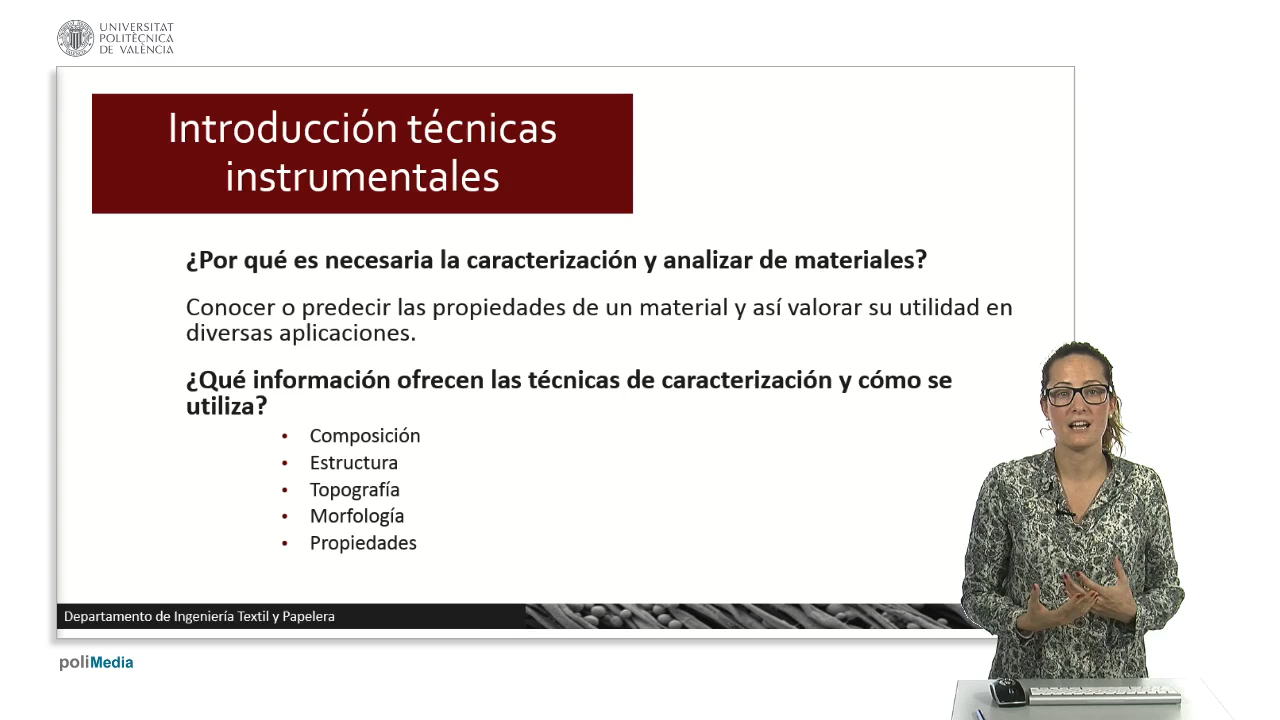 UNIVERSITAT
POLITÈCNICA
DE VALÈNCIA
Introducción técnicas
instrumentales
¿Por qué es necesaria la caracterización y analizar de materiales?
Conocer o predecir las propiedades de un material y así valorar su utilidad en
diversas aplicaciones.
¿Qué información ofrecen las técnicas de caracterización y cómo se
utiliza?
• Composición
• Estructura
• Topografía
• Morfología
• Propiedades
Departamento de Ingeniería Textil y Papelera
poliMedia